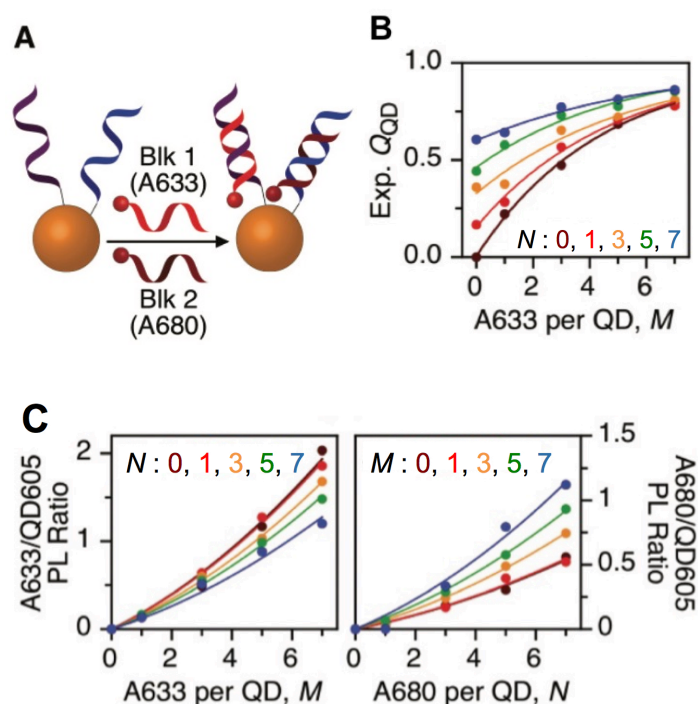 A
Blk 1
(A633)
Blk 2
(A680)
B
Exp. QQD
1.0
0.5
0.0
N : 0, 1, 3, 5, 7
0 2 4 6
A633 per QD, M
C
A633/QD605
PL Ratio
2
1
0
N : 0, 1, 3, 5, 7
0 2 4 6
A633 per QD, M
M : 0, 1, 3, 5, 7
1.5
1
0.5
0
A680/QD605
PL Ratio
0 2 4 6
A680 per QD, N